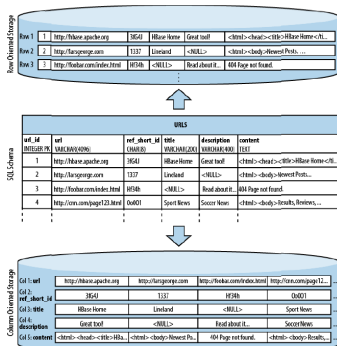 Row Oriented Storage
Row 1 1 http://hbase.apache.org 3IG4J HBase Home Great tool! <html><head><title>HBase Home</ti...
Row 2 2 http://larsgeorge.com 1337 Lineland <NULL> <html><body>Newest Posts. ...
Row 3 3 http://foobar.com/index.html Hf34h <NULL> Read about it... 404 Page not found.
SQL Schema
URLS
url_id url ref_short_id title description content
INTEGER PK VARCHAR(4096) CHAR(8) VARCHAR(200) VARCHAR(400) TEXT
1 http://hbase.apache.org 3IG4J HBase Home Great tool! <html><head><title>HBase Home</ti...
2 http://larsgeorge.com 1337 Lineland <NULL> <html><body>Newest Posts...
3 http://foobar.com/index.html Hf34h <NULL> Read about it... 404 Page not found.
4 http://cnn.com/page123.html Oo0O1 Sport News Soccer News <html><body>Results, Reviews, ...
Column Oriented Storage
Col 1: url http://hbase.apache.org http://larsgeorge.com http://foobar.com/index.html http://cnn.com/page12... ...
Col 2: ref_short_id 3IG4J 1337 Hf34h Oo0O1 ...
Col 3: title HBase Home Lineland <NULL> Sport News ...
Col 4: description Great tool! <NULL> Read about it... Soccer News ...
Col 5: content <html><head><title>HBa... <html><body>Newest Po... 404 Page not found. <html><body>Results,... ...